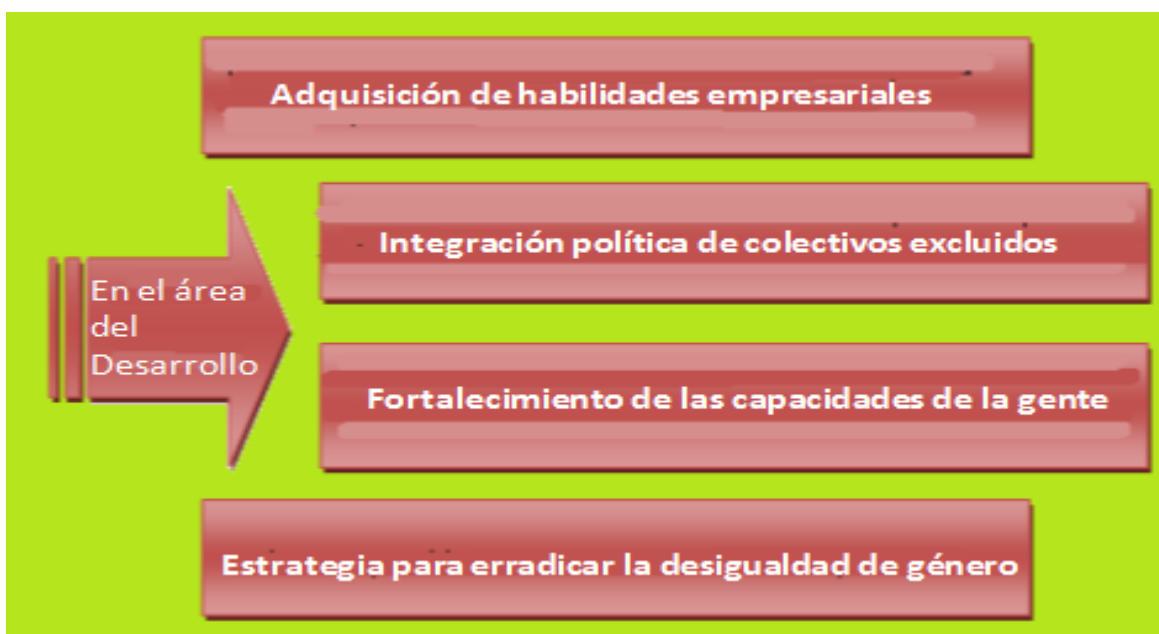 Adquisición de habilidades empresariales
Integración política de colectivos excluidos
En el área
del
Desarrollo
Fortalecimiento de las capacidades de la gente
Estrategia para erradicar la desigualdad de género